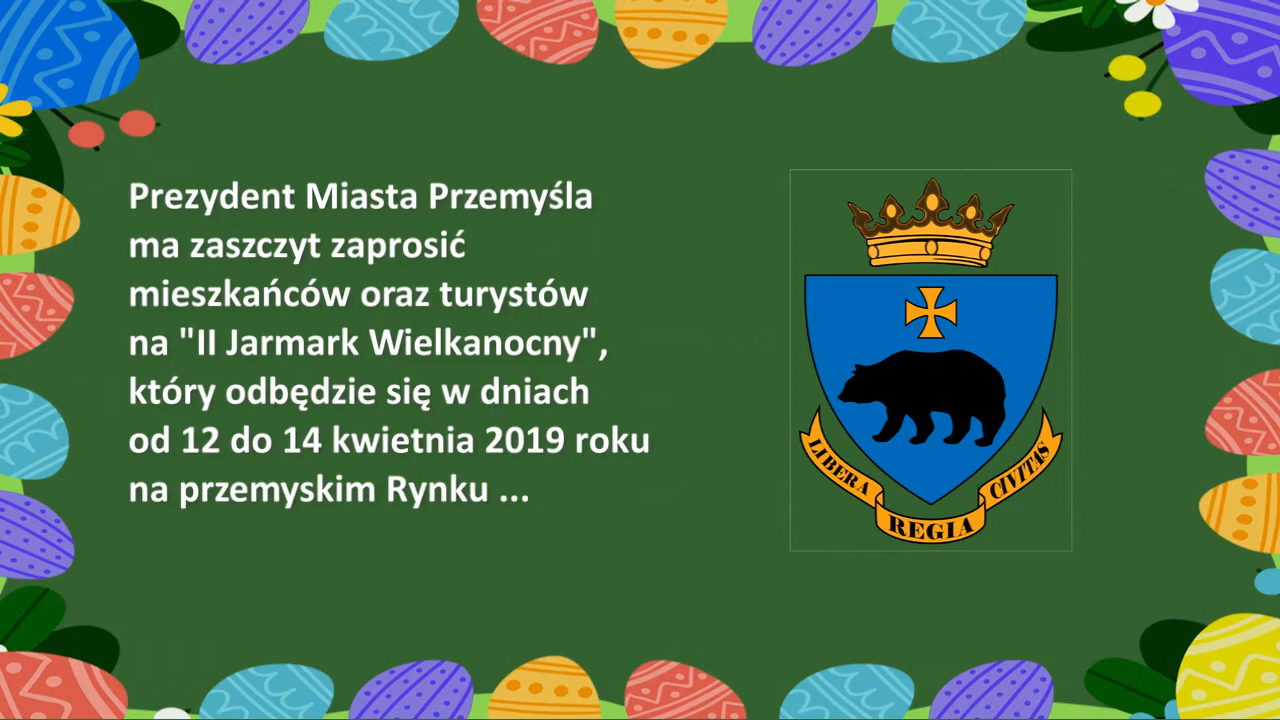 Prezydent Miasta Przemyśla
ma zaszczyt zaprosić
mieszkańców oraz turystów
na "II Jarmark Wielkanocny",
który odbędzie się w dniach
od 12 do 14 kwietnia 2019 roku
na przemyskim Rynku ...
LIBERA REGIA CIVITAS